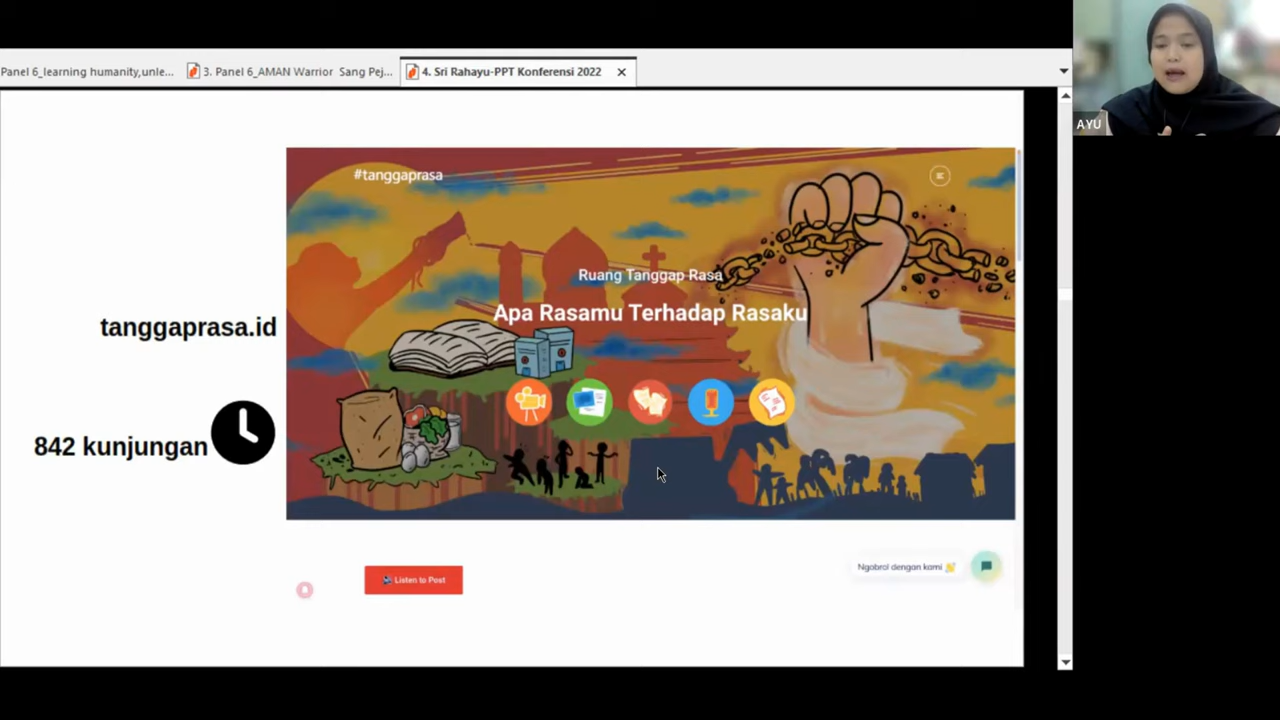 Panel 6_learning humanity,unle...
3. Panel 6_AMAN Warrior Sang Pej...
4. Sri Rahayu-PPT Konferensi 2022
AYU
#tanggaprasa
Ruang Tanggap Rasa
Apa Rasamu Terhadap Rasaku
tanggaprasa.id
842 kunjungan
Listen to Post
Ngobrol dengan kami